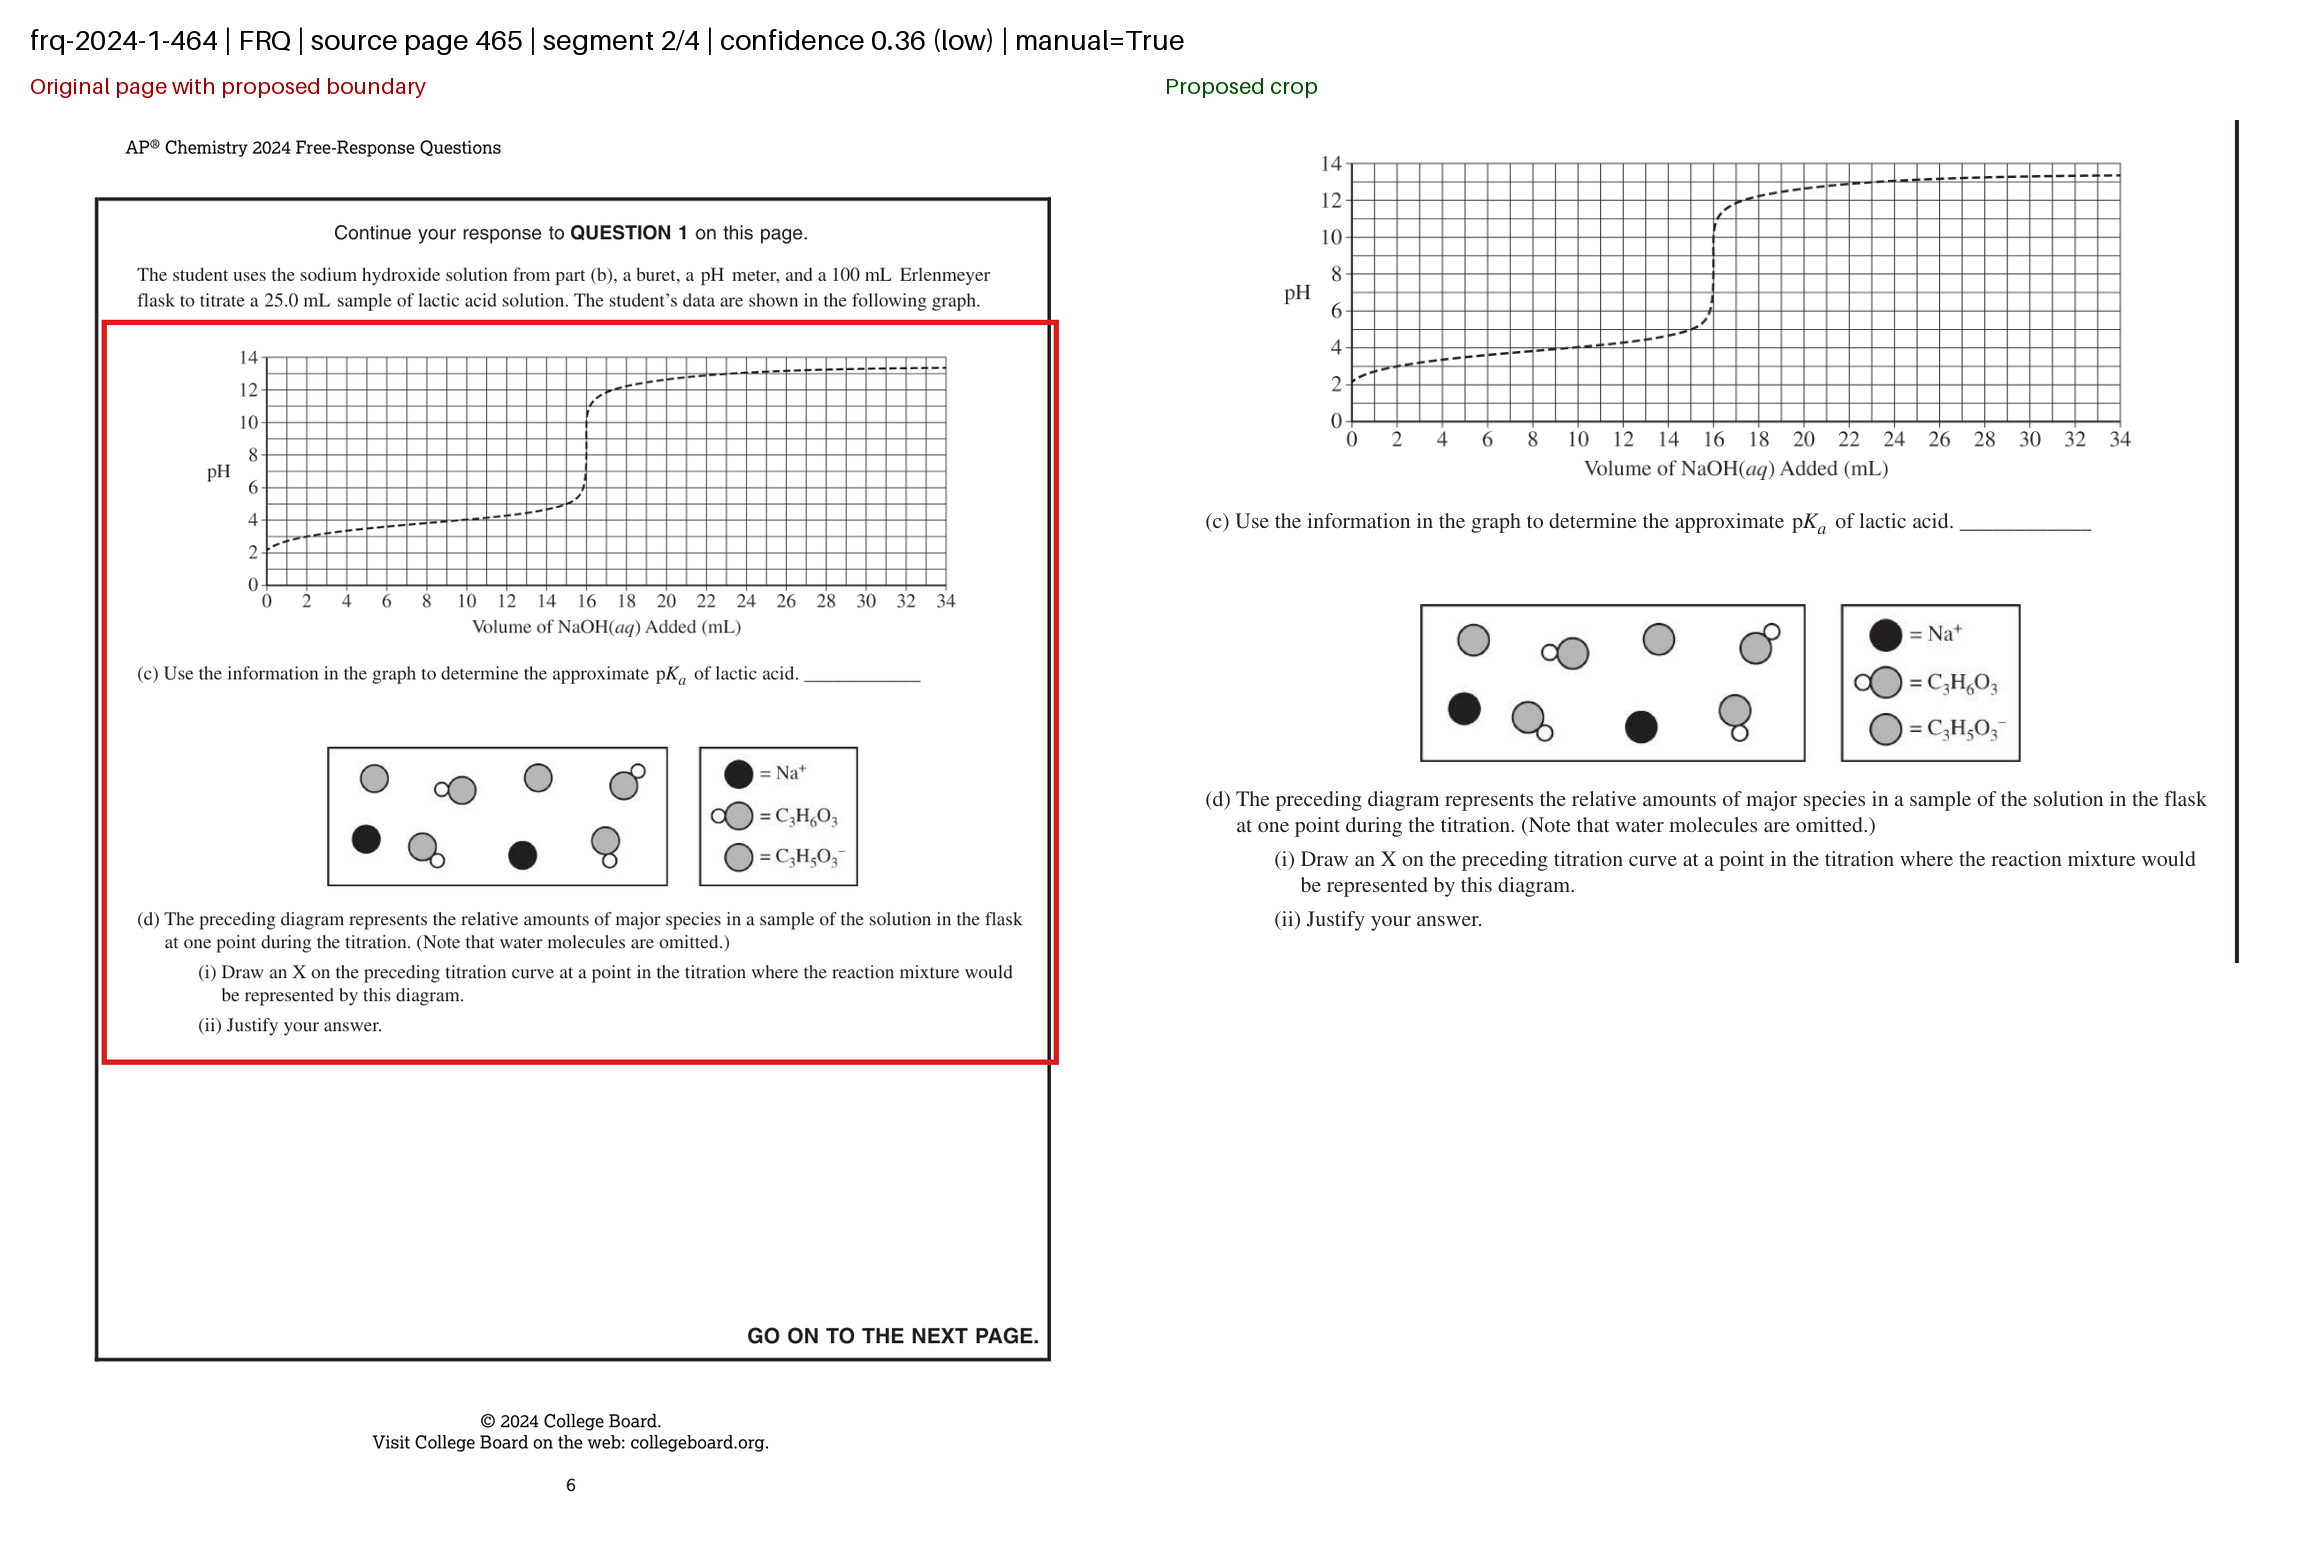 frq-2024-1-464 | FRQ | source page 465 | segment 2/4 | confidence 0.36 (low) | manual=True
Original page with proposed boundary
AP® Chemistry 2024 Free-Response Questions
Continue your response to QUESTION 1 on this page.
The student uses the sodium hydroxide solution from part (b), a buret, a pH meter, and a 100 mL Erlenmeyer
flask to titrate a 25.0 mL sample of lactic acid solution. The student's data are shown in the following graph.
14
12
10
8
pH
6
4
2
0
0 2 4 6 8 10 12 14 16 18 20 22 24 26 28 30 32 34
Volume of NaOH(aq) Added (mL)
(c) Use the information in the graph to determine the approximate pKₐ of lactic acid. ____________
= Na⁺
= C₃H₆O₃
= C₃H₅O₃⁻
(d) The preceding diagram represents the relative amounts of major species in a sample of the solution in the flask
at one point during the titration. (Note that water molecules are omitted.)
(i) Draw an X on the preceding titration curve at a point in the titration where the reaction mixture would
be represented by this diagram.
(ii) Justify your answer.
GO ON TO THE NEXT PAGE.
© 2024 College Board.
Visit College Board on the web: collegeboard.org.
6
Proposed crop
14
12
10
8
pH
6
4
2
0
0 2 4 6 8 10 12 14 16 18 20 22 24 26 28 30 32 34
Volume of NaOH(aq) Added (mL)
(c) Use the information in the graph to determine the approximate pKₐ of lactic acid. ____________
= Na⁺
= C₃H₆O₃
= C₃H₅O₃⁻
(d) The preceding diagram represents the relative amounts of major species in a sample of the solution in the flask
at one point during the titration. (Note that water molecules are omitted.)
(i) Draw an X on the preceding titration curve at a point in the titration where the reaction mixture would
be represented by this diagram.
(ii) Justify your answer.